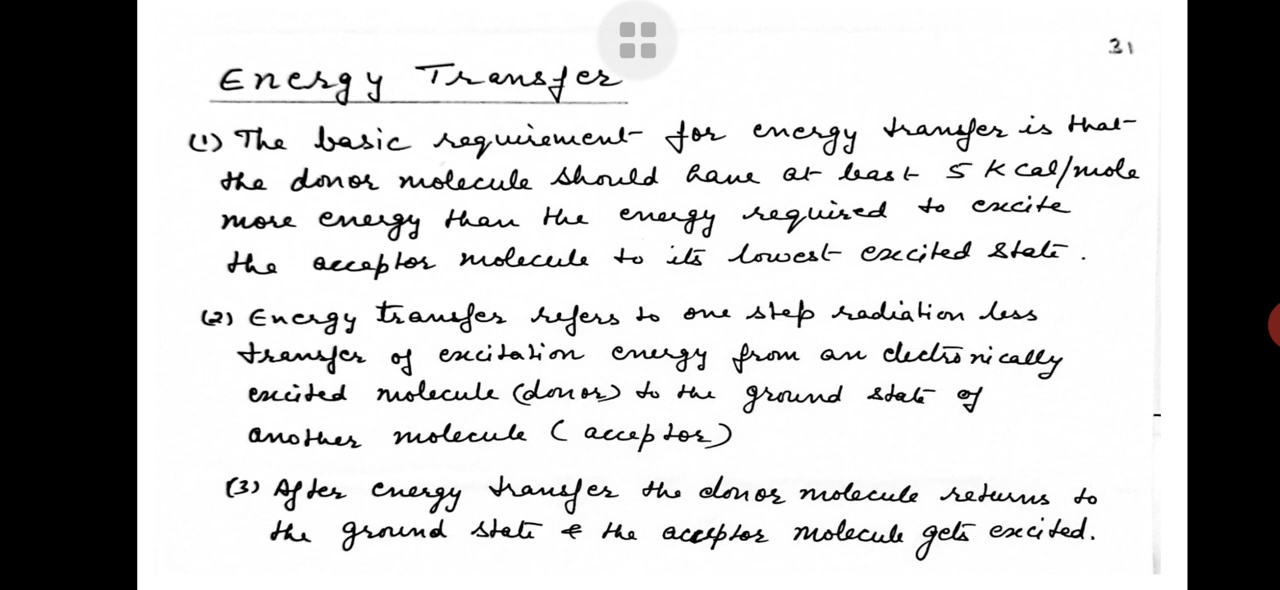 31
Energy Transfer
(1) The basic requirement for energy transfer is that
the donor molecule should have at least 5 K cal/mole
more energy than the energy required to excite
the acceptor molecule to its lowest excited state.
(2) Energy transfer refers to one step radiation less
transfer of excitation energy from an electronically
excited molecule (donor) to the ground state of
another molecule (acceptor)
(3) After energy transfer the donor molecule returns to
the ground state & the acceptor molecule gets excited.